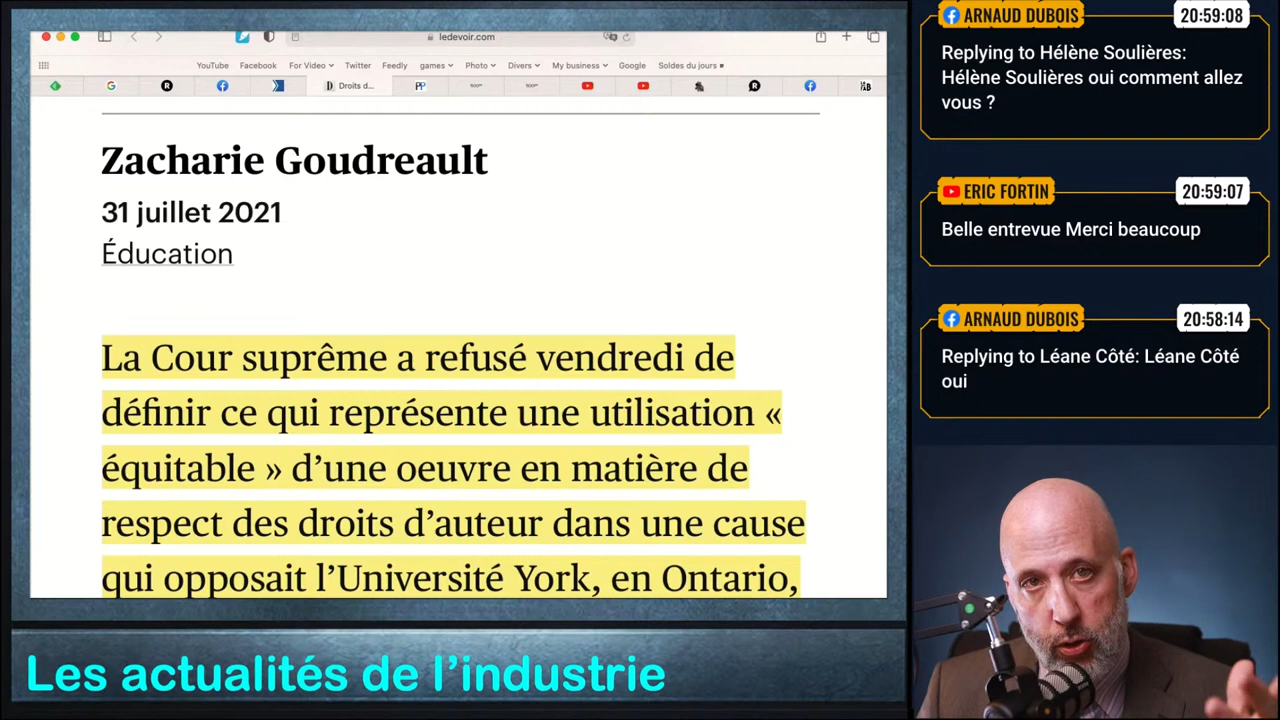 ledevoir.com
YouTube Facebook For Video Twitter Feedly games Photo Divers My business Google Soldes du jours
G R D Droits d... PP 500px 500px R
Zacharie Goudreault
31 juillet 2021
Éducation
La Cour suprême a refusé vendredi de
définir ce qui représente une utilisation «
équitable » d’une oeuvre en matière de
respect des droits d’auteur dans une cause
qui opposait l’Université York, en Ontario,
Les actualités de l’industrie
ARNAUD DUBOIS 20:59:08
Replying to Hélène Soulières:
Hélène Soulières oui comment allez
vous ?
ERIC FORTIN 20:59:07
Belle entrevue Merci beaucoup
ARNAUD DUBOIS 20:58:14
Replying to Léane Côté: Léane Côté
oui